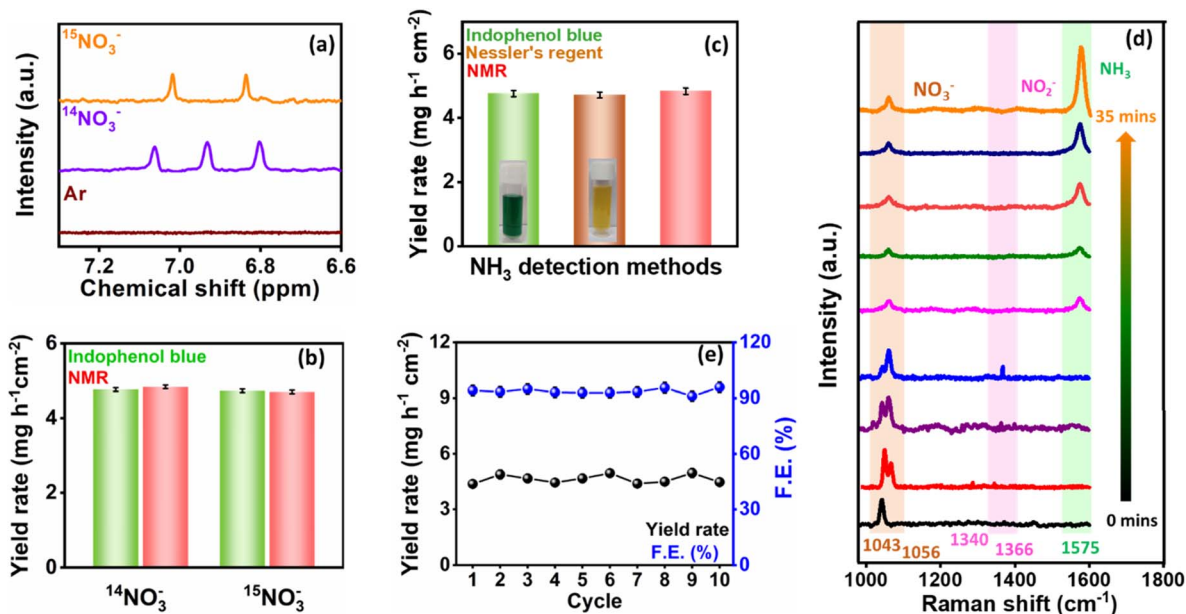 (a)
¹⁵NO₃⁻
¹⁴NO₃⁻
Ar
Intensity (a.u.)
7.2 7.0 6.8 6.6
Chemical shift (ppm)
(c)
Indophenol blue
Nessler's regent
NMR
Yield rate (mg h⁻¹ cm⁻²)
6
4
2
0
NH₃ detection methods
(d)
NO₃⁻
NO₂⁻
NH₃
35 mins
0 mins
Intensity (a.u.)
1043
1056
1340
1366
1575
1000 1200 1400 1600 1800
Raman shift (cm⁻¹)
(b)
Indophenol blue
NMR
Yield rate (mg h⁻¹cm⁻²)
6
4
2
0
¹⁴NO₃⁻ ¹⁵NO₃⁻
(e)
Yield rate (mg h⁻¹ cm⁻²)
12
9
6
3
0
120
90
60
30
0
F.E. (%)
Yield rate
F.E. (%)
1 2 3 4 5 6 7 8 9 10
Cycle